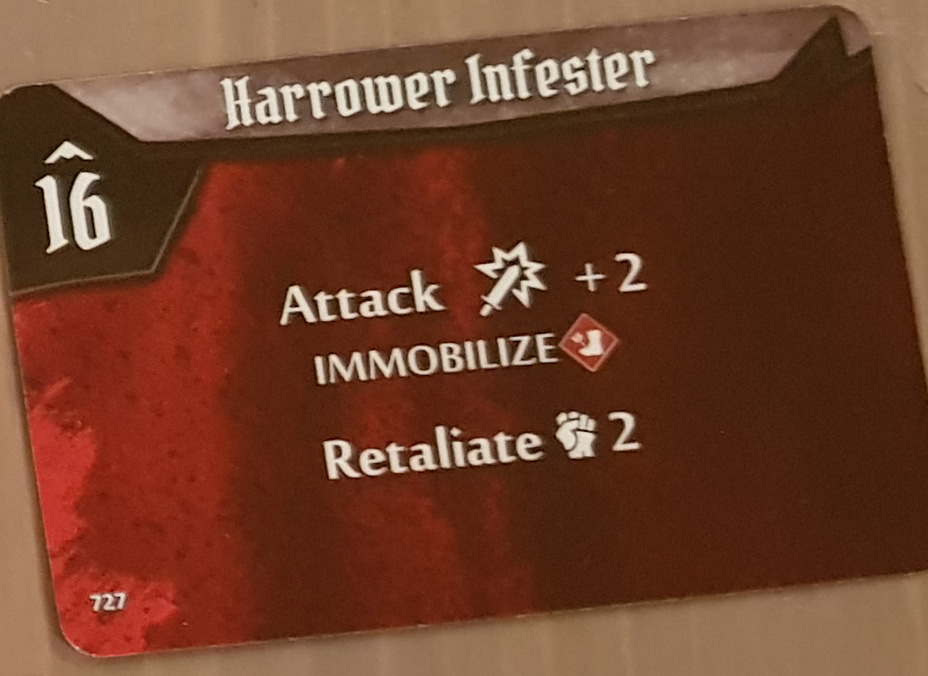 Harrower Infester
16
Attack +2
IMMOBILIZE
Retaliate 2
727